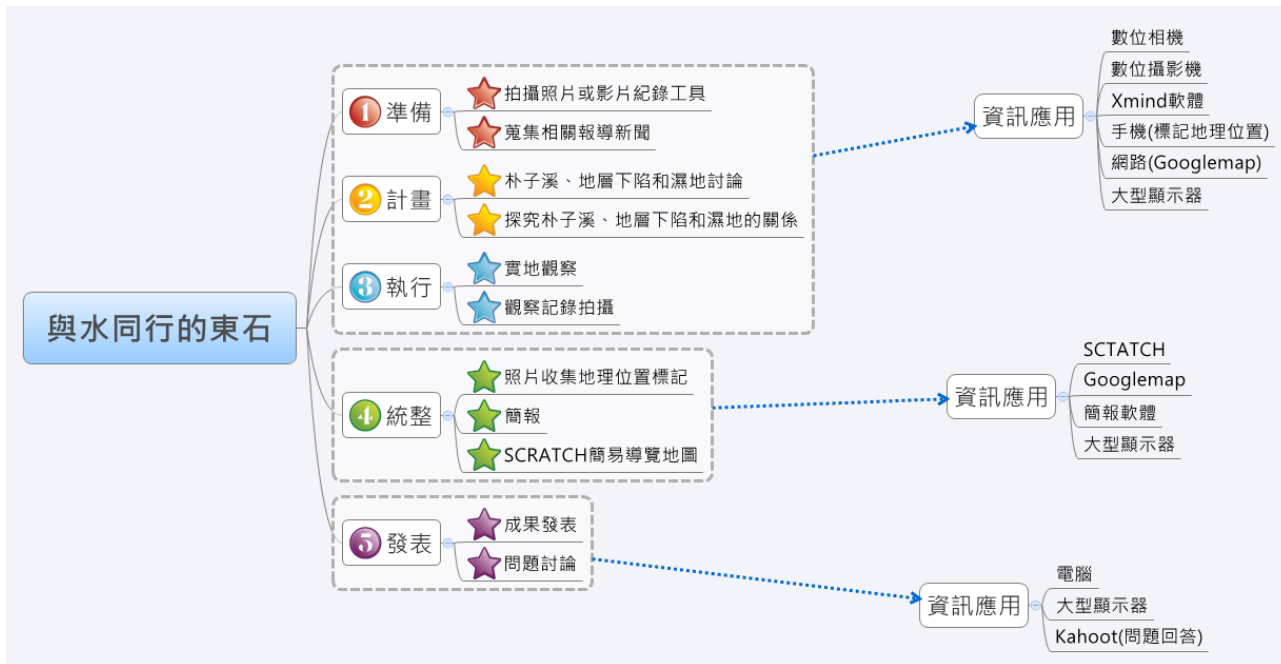 與水同行的東石
1 準備
拍攝照片或影片紀錄工具
蒐集相關報導新聞
2 計畫
朴子溪、地層下陷和濕地討論
探究朴子溪、地層下陷和濕地的關係
3 執行
實地觀察
觀察記錄拍攝
資訊應用
數位相機
數位攝影機
Xmind軟體
手機(標記地理位置)
網路(Googlemap)
大型顯示器
4 統整
照片收集地理位置標記
簡報
SCRATCH簡易導覽地圖
資訊應用
SCTATCH
Googlemap
簡報軟體
大型顯示器
5 發表
成果發表
問題討論
資訊應用
電腦
大型顯示器
Kahoot(問題回答)